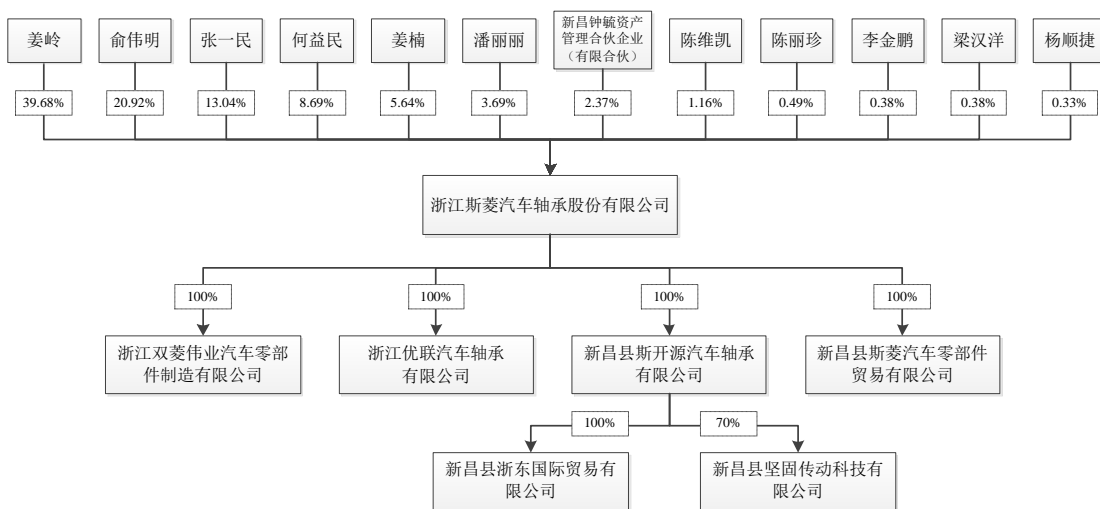 姜岭
俞伟明
张一民
何益民
姜楠
潘丽丽
新昌钟毓资产
管理合伙企业
（有限合伙）
陈维凯
陈丽珍
李金鹏
梁汉洋
杨顺捷
39.68%
20.92%
13.04%
8.69%
5.64%
3.69%
2.37%
1.16%
0.49%
0.38%
0.38%
0.33%
浙江斯菱汽车轴承股份有限公司
100%
100%
100%
100%
浙江双菱伟业汽车零部
件制造有限公司
浙江优联汽车轴承
有限公司
新昌县斯开源汽车轴承
有限公司
新昌县斯菱汽车零部件
贸易有限公司
100%
70%
新昌县浙东国际贸易有
限公司
新昌县坚固传动科技有
限公司